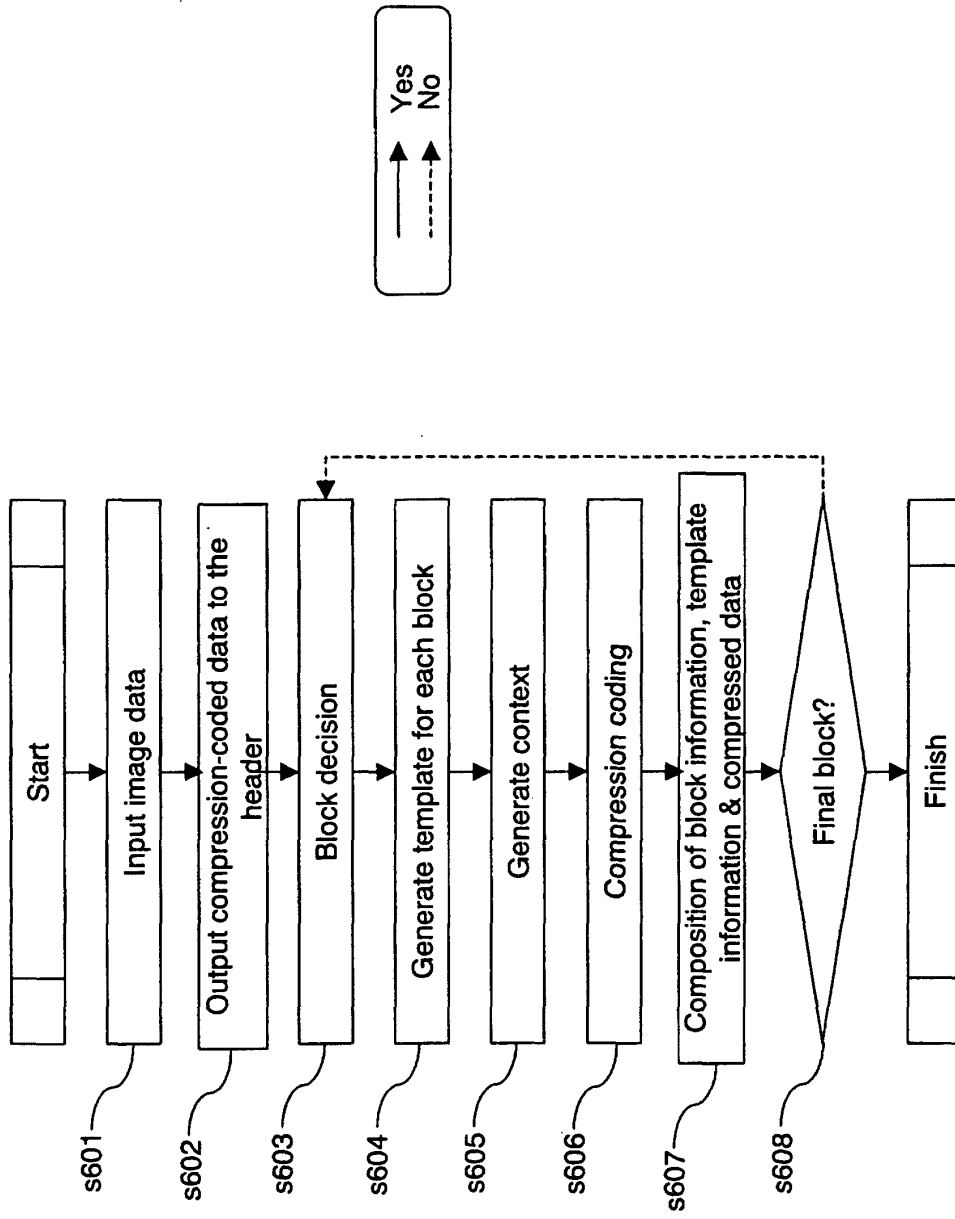 Start
s601
Input image data
s602
Output compression-coded data to the
header
s603
Block decision
s604
Generate template for each block
s605
Generate context
s606
Compression coding
s607
Composition of block information, template
information & compressed data
s608
Final block?
Finish
Yes
No